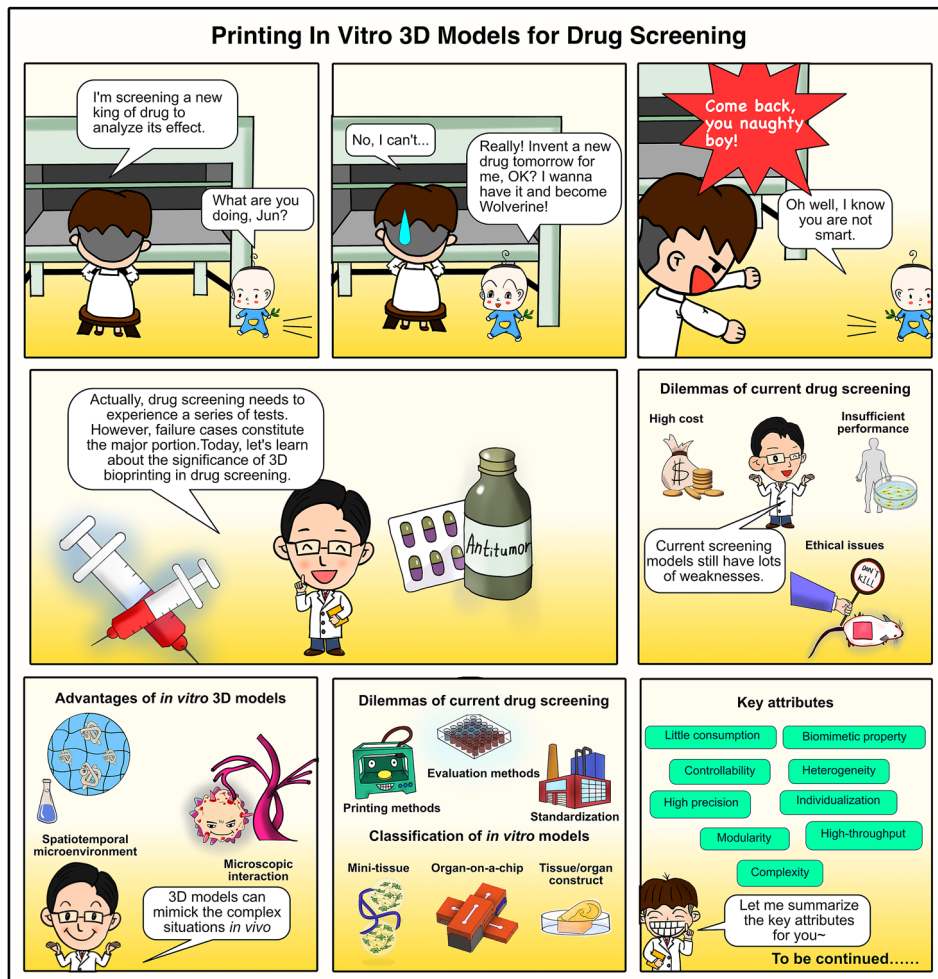 Printing In Vitro 3D Models for Drug Screening
I'm screening a new
king of drug to
analyze its effect.
What are you
doing, Jun?
No, I can't...
Really! Invent a new
drug tomorrow for
me, OK? I wanna
have it and become
Wolverine!
Come back,
you naughty
boy!
Oh well, I know
you are not
smart.
Actually, drug screening needs to
experience a series of tests.
However, failure cases constitute
the major portion.Today, let's learn
about the significance of 3D
bioprinting in drug screening.
Antitumor
Dilemmas of current drug screening
High cost
Insufficient
performance
Current screening
models still have lots
of weaknesses.
Ethical issues
DON'T
KILL
Advantages of in vitro 3D models
Spatiotemporal
microenvironment
Microscopic
interaction
3D models can
mimick the complex
situations in vivo
Dilemmas of current drug screening
Printing methods
Evaluation methods
Standardization
Classification of in vitro models
Mini-tissue
Organ-on-a-chip
Tissue/organ
construct
Key attributes
Little consumption
Biomimetic property
Controllability
Heterogeneity
High precision
Individualization
Modularity
High-throughput
Complexity
Let me summarize
the key attributes
for you~
To be continued......